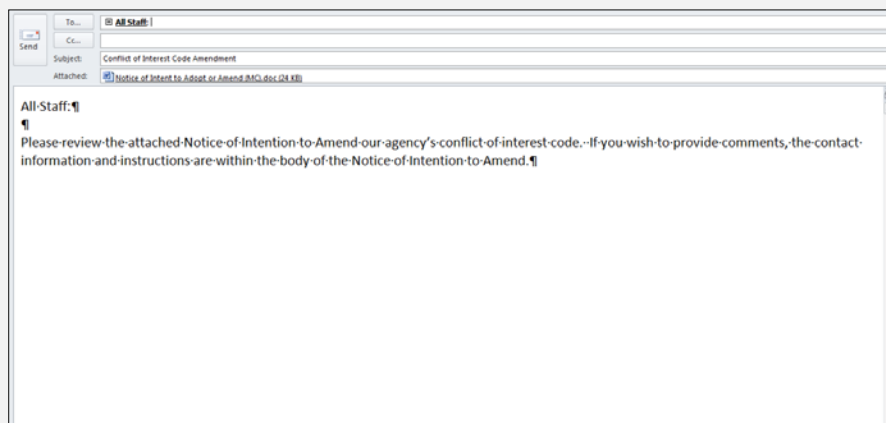 To...
All Staff;
Send
Cc...
Subject:
Conflict of Interest Code Amendment
Attached:
Notice of Intent to Adopt or Amend (MC).doc (24 KB)
All·Staff:¶
¶
Please·review·the·attached·Notice·of·Intention·to·Amend·our·agency's·conflict·of·interest·code.··If·you·wish·to·provide·comments,·the·contact·
information·and·instructions·are·within·the·body·of·the·Notice·of·Intention·to·Amend.¶